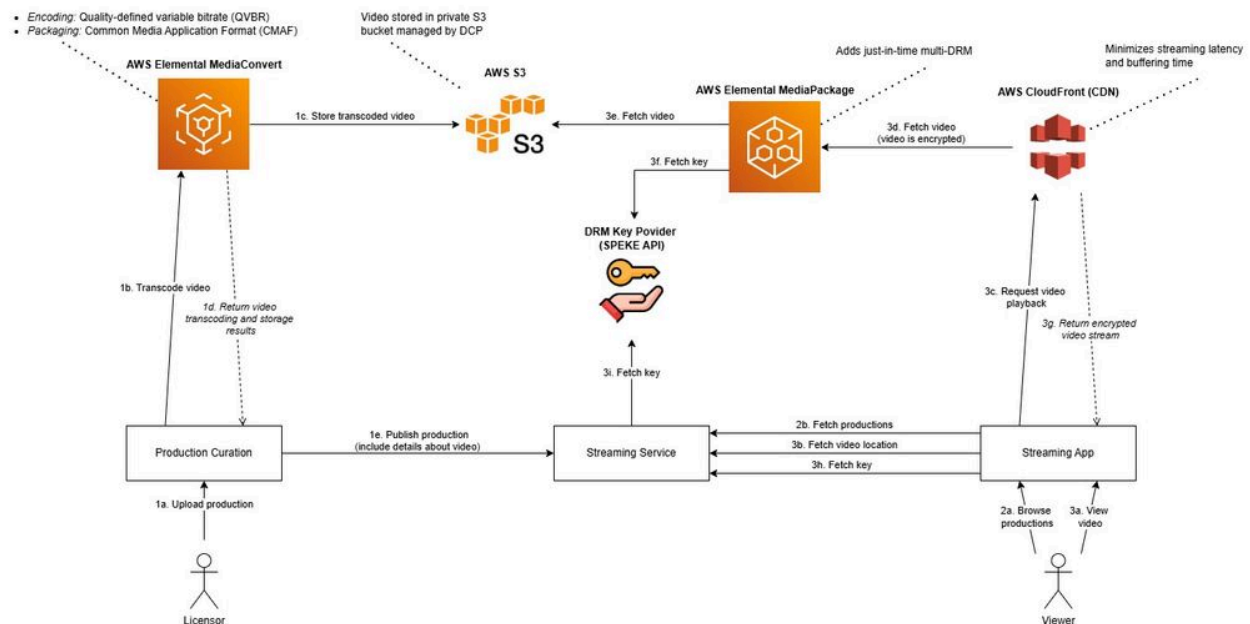 • Encoding: Quality-defined variable bitrate (QVBR)
• Packaging: Common Media Application Format (CMAF)
Video stored in private S3
bucket managed by DCP
Adds just-in-time multi-DRM
Minimizes streaming latency
and buffering time
AWS Elemental MediaConvert
AWS S3
AWS Elemental MediaPackage
AWS CloudFront (CDN)
1c. Store transcoded video
S3
3e. Fetch video
3d. Fetch video
(video is encrypted)
3f. Fetch key
DRM Key Povider
(SPEKE API)
1b. Transcode video
1d. Return video
transcoding and storage
results
3c. Request video
playback
3g. Return encrypted
video stream
3i. Fetch key
Production Curation
1e. Publish production
(include details about video)
Streaming Service
2b. Fetch productions
3b. Fetch video location
3h. Fetch key
Streaming App
1a. Upload production
2a. Browse
productions
3a. View
video
Licensor
Viewer